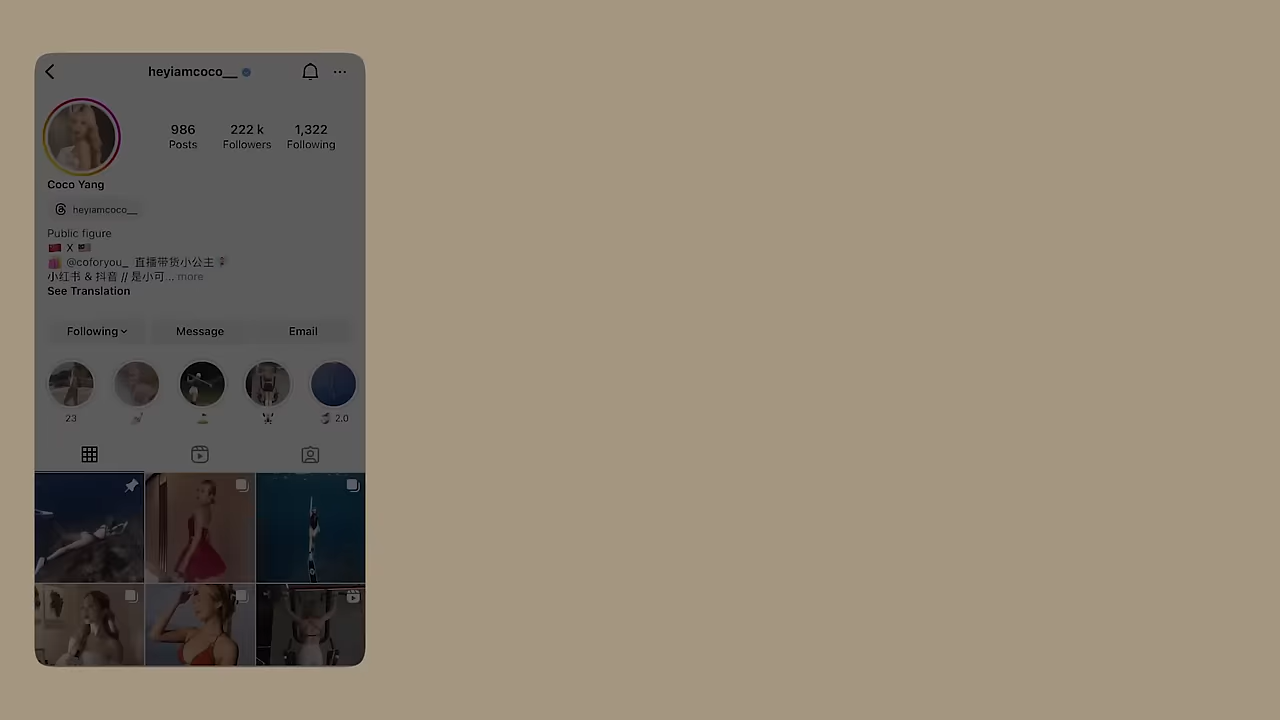 heyiamcoco__
986 222 k 1,322
Posts Followers Following
Coco Yang
heyiamcoco__
Public figure
X
@coforyou_ 直播带货小公主
小红书 & 抖音 // 是小可... more
See Translation
Following Message Email
23 2.0